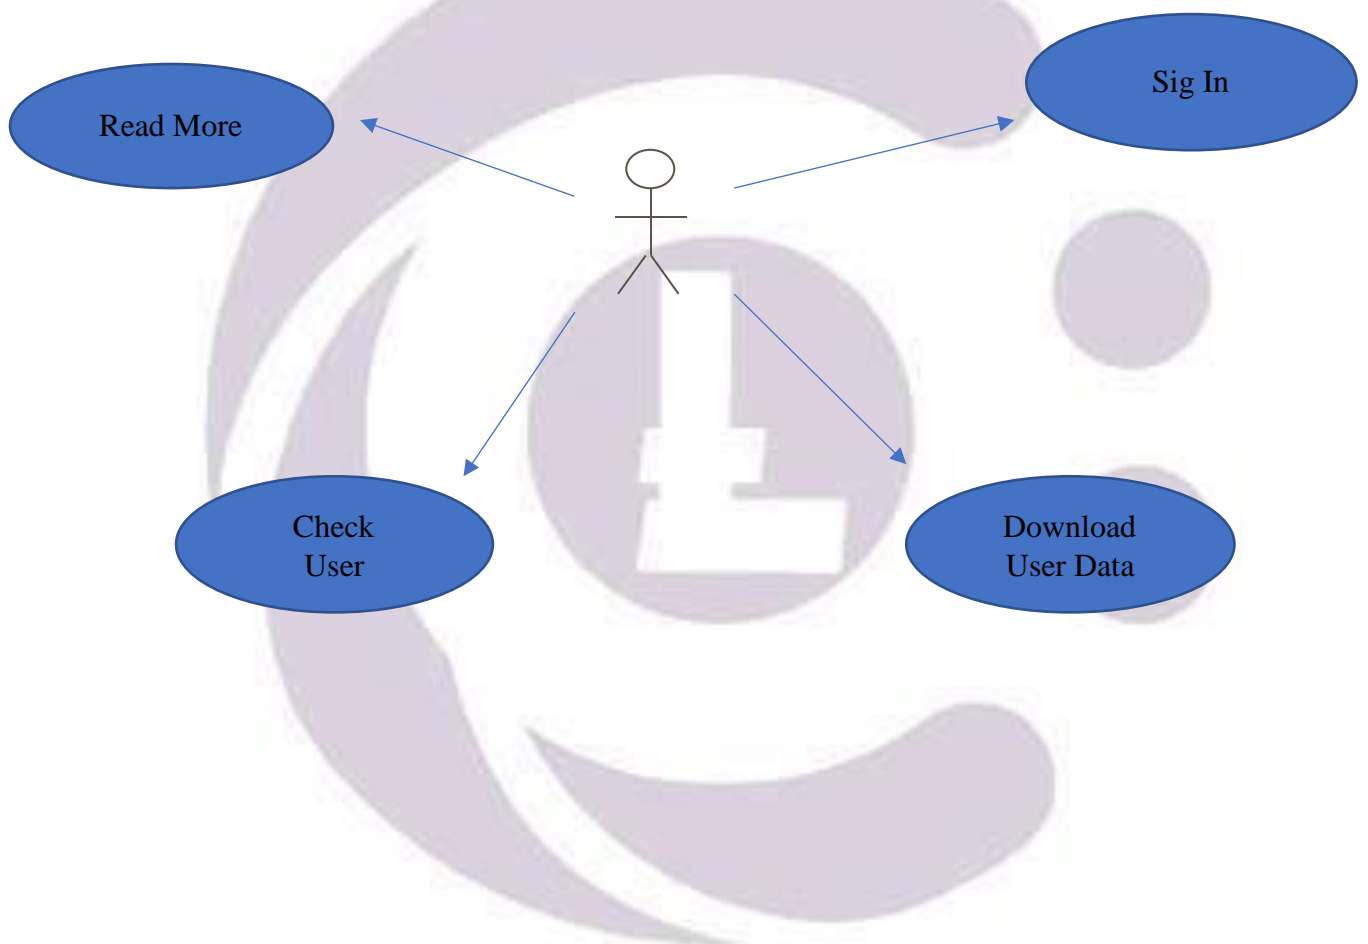 Sig In
Read More
Check
User
Download
User Data